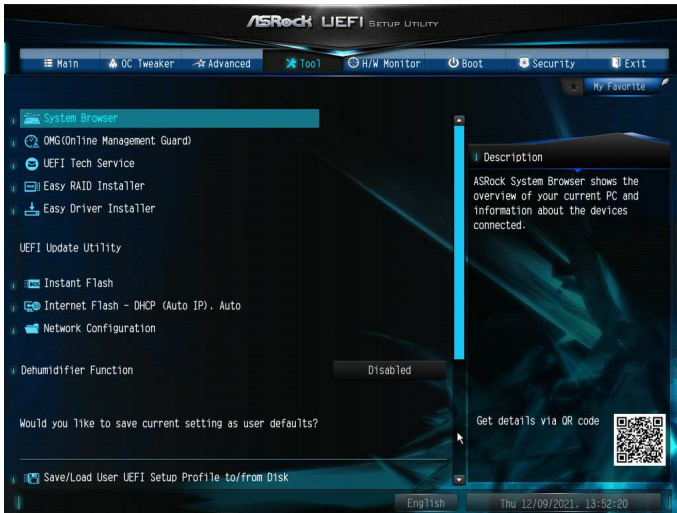 ASRock UEFI SETUP UTILITY
Main OC Tweaker Advanced Tool H/W Monitor Boot Security Exit
My Favorite
System Browser
OMG(Online Management Guard)
UEFI Tech Service
Easy RAID Installer
Easy Driver Installer
UEFI Update Utility
Instant Flash
Internet Flash - DHCP (Auto IP), Auto
Network Configuration
Dehumidifier Function Disabled
Would you like to save current setting as user defaults?
Save/Load User UEFI Setup Profile to/from Disk
Description
ASRock System Browser shows the
overview of your current PC and
information about the devices
connected.
Get details via QR code
English Thu 12/09/2021, 13:52:20